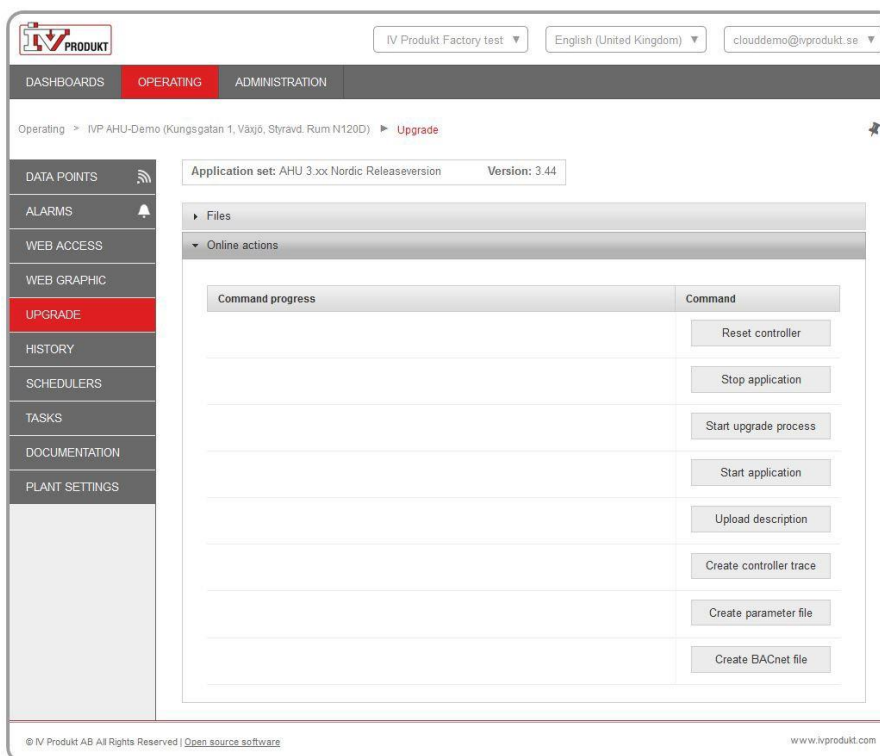 IV PRODUKT
IV Produkt Factory test
English (United Kingdom)
clouddemo@ivprodukt.se
DASHBOARDS OPERATING ADMINISTRATION
Operating > IVP AHU-Demo (Kungsgatan 1, Växjö, Styravd. Rum N120D) ► Upgrade
DATA POINTS
ALARMS
WEB ACCESS
WEB GRAPHIC
UPGRADE
HISTORY
SCHEDULERS
TASKS
DOCUMENTATION
PLANT SETTINGS
Application set: AHU 3.xx Nordic Releaseversion Version: 3.44
Files
Online actions
Command progress Command
Reset controller
Stop application
Start upgrade process
Start application
Upload description
Create controller trace
Create parameter file
Create BACnet file
© IV Produkt AB All Rights Reserved | Open source software
www.ivprodukt.com